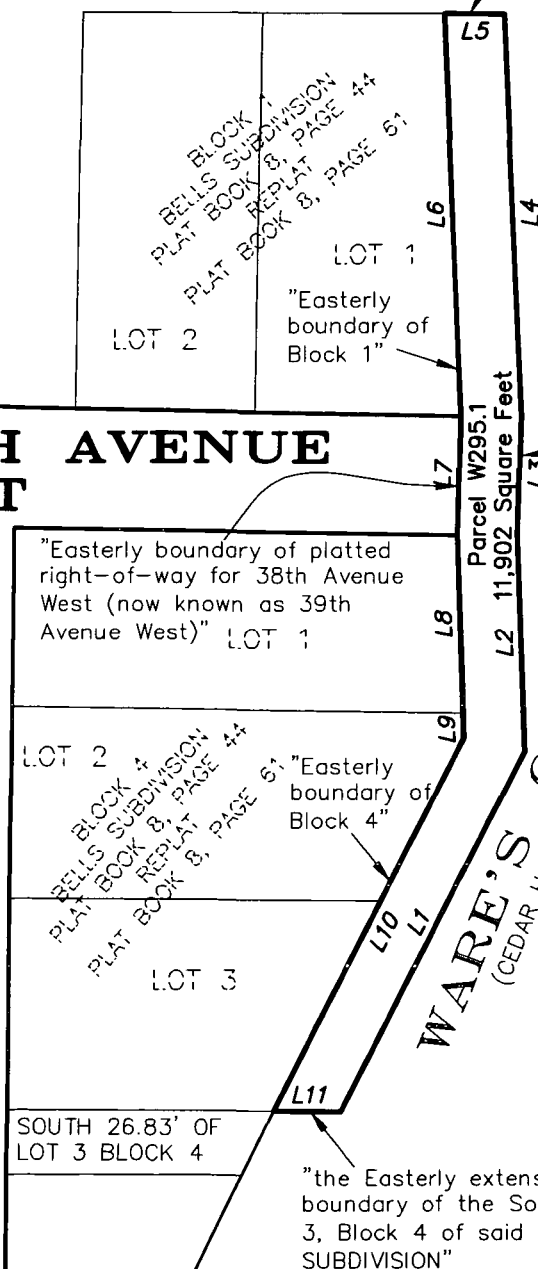 L5
BLOCK 1
BELLS SUBDIVISION
PLAT BOOK 8, PAGE 44
REPLAT
PLAT BOOK 8, PAGE 61
L6
L4
LOT 1
LOT 2
"Easterly
boundary of
Block 1"
H AVENUE
T
L7
L3
Parcel W295.1
11,902 Square Feet
"Easterly boundary of platted
right-of-way for 38th Avenue
West (now known as 39th
Avenue West)"
LOT 1
L8
L2
L9
LOT 2
BLOCK 4
BELLS SUBDIVISION
PLAT BOOK 8, PAGE 44
REPLAT
PLAT BOOK 8, PAGE 61
"Easterly
boundary of
Block 4"
L10
L1
WARE'S
(CEDAR
LOT 3
L11
SOUTH 26.83' OF
LOT 3 BLOCK 4
"the Easterly extens
boundary of the So
3, Block 4 of said
SUBDIVISION"